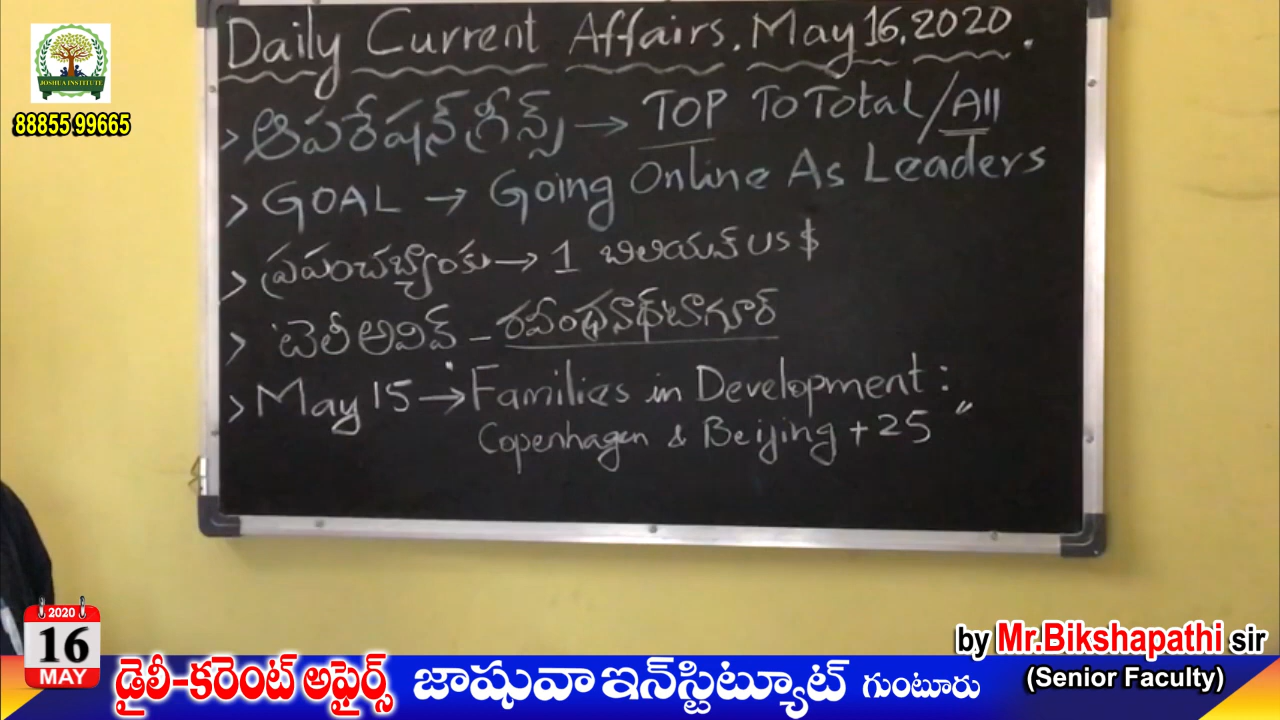 JOSHUA INSTITUTE
88855 99665
Daily Current Affairs. May 16, 2020.
> ఆపరేషన్ గ్రీన్స్ → TOP To Total / All
> GOAL → Going Online As Leaders
> ప్రపంచబ్యాంకు → 1 బిలియన్ US $
> టెలీ అవివ్ - రవీంధ్రనాథ్ టాగూర్
> May 15 → Families in Development :
Copenhagen & Beijing + 25 "
2020
16
MAY
by Mr.Bikshapathi sir
(Senior Faculty)
డైలీ-కరెంట్ అఫైర్స్ జాషువా ఇన్‌స్టిట్యూట్ గుంటూరు